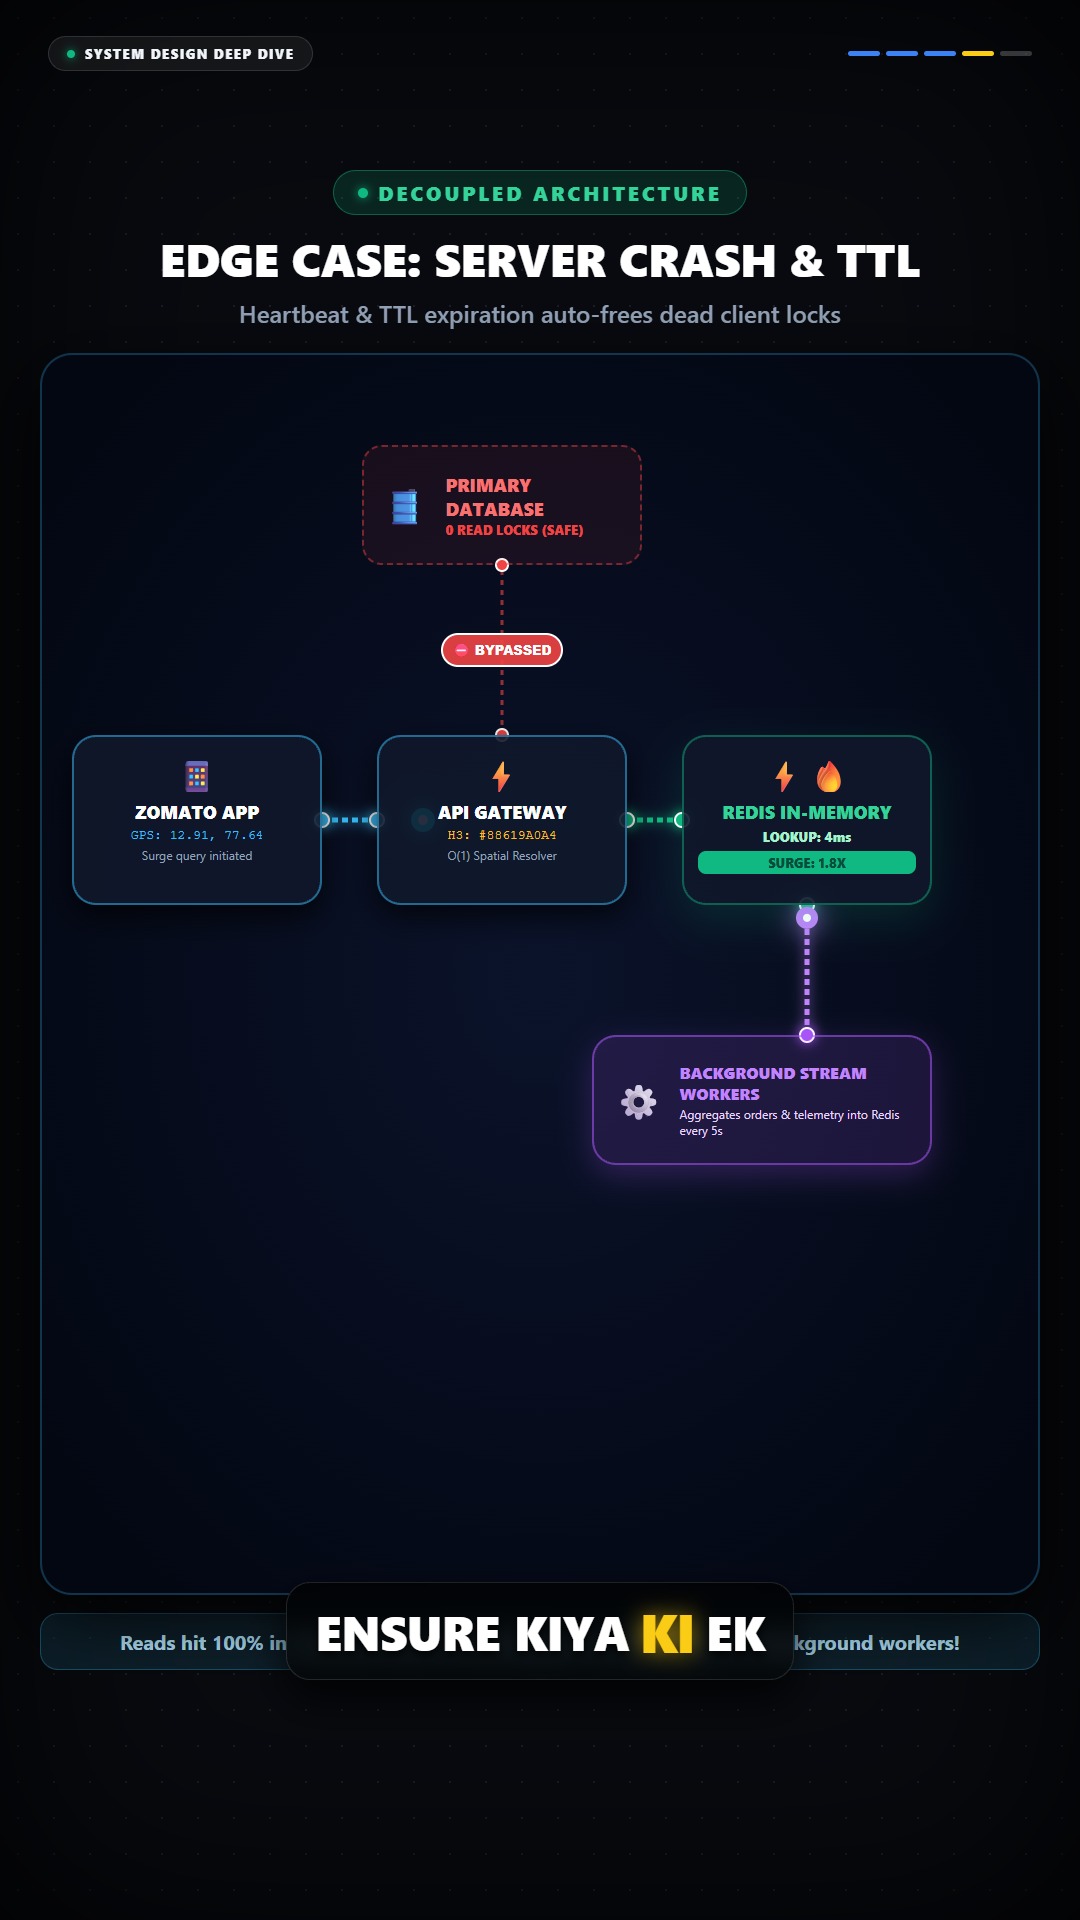 SYSTEM DESIGN DEEP DIVE
DECOUPLED ARCHITECTURE
EDGE CASE: SERVER CRASH & TTL
Heartbeat & TTL expiration auto-frees dead client locks
PRIMARY
DATABASE
0 READ LOCKS (SAFE)
BYPASSED
ZOMATO APP
GPS: 12.91, 77.64
Surge query initiated
API GATEWAY
H3: #88619A0A4
O(1) Spatial Resolver
REDIS IN-MEMORY
LOOKUP: 4ms
SURGE: 1.8X
BACKGROUND STREAM
WORKERS
Aggregates orders & telemetry into Redis
every 5s
Reads hit 100% in
kground workers!
ENSURE KIYA KI EK